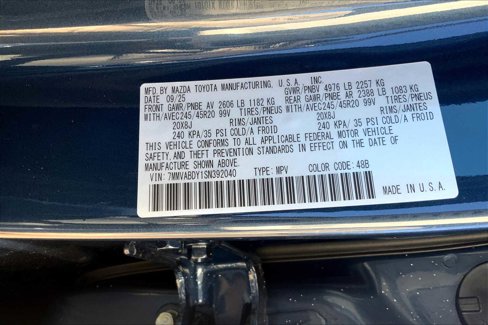 MFD. BY MAZDA TOYOTA MANUFACTURING, U.S.A., INC.
DATE 09/25 GVWR/PNBV 4976 LB 2257 KG
FRONT GAWR/PNBE AV 2606 LB 1182 KG REAR GAWR/PNBE AR 2388 LB 1083 KG
WITH/AVEC245/45R20 99V TIRES/PNEUS WITH/AVEC245/45R20 99V TIRES/PNEUS
20X8J RIMS/JANTES 20X8J RIMS/JANTES
240 KPA/35 PSI COLD/A FROID 240 KPA/ 35 PSI COLD/A FROID
THIS VEHICLE CONFORMS TO ALL APPLICABLE FEDERAL MOTOR VEHICLE
SAFETY, AND THEFT PREVENTION STANDARDS IN EFFECT ON THE DATE OF
MANUFACTURE SHOWN ABOVE.
VIN: 7MMVABDY1SN392040 TYPE: MPV COLOR CODE: 48B
MADE IN U.S.A.